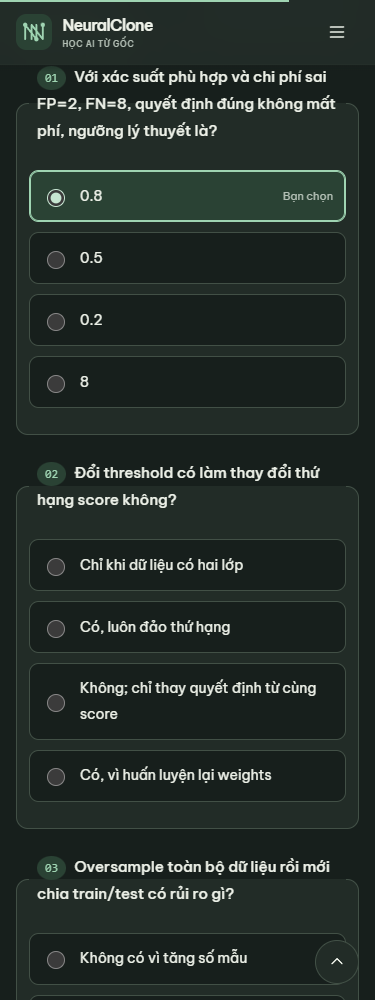 NeuralClone
HỌC AI TỪ GỐC
01 Với xác suất phù hợp và chi phí sai
FP=2, FN=8, quyết định đúng không mất
phí, ngưỡng lý thuyết là?
0.8
Bạn chọn
0.5
0.2
8
02 Đổi threshold có làm thay đổi thứ
hạng score không?
Chỉ khi dữ liệu có hai lớp
Có, luôn đảo thứ hạng
Không; chỉ thay quyết định từ cùng
score
Có, vì huấn luyện lại weights
03 Oversample toàn bộ dữ liệu rồi mới
chia train/test có rủi ro gì?
Không có vì tăng số mẫu